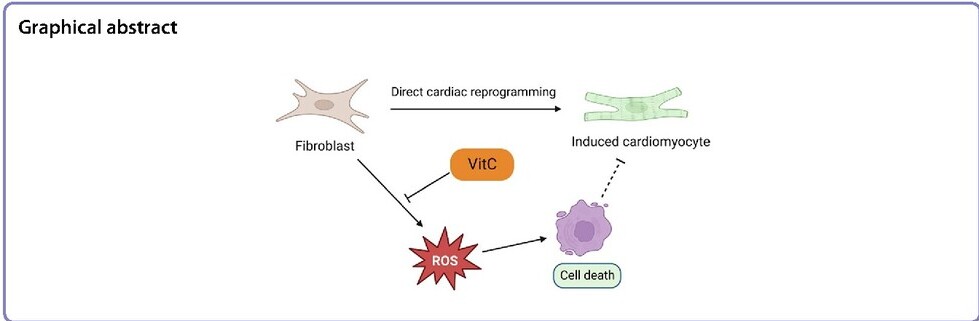 Graphical abstract
Direct cardiac reprogramming
Fibroblast
Induced cardiomyocyte
VitC
ROS
Cell death